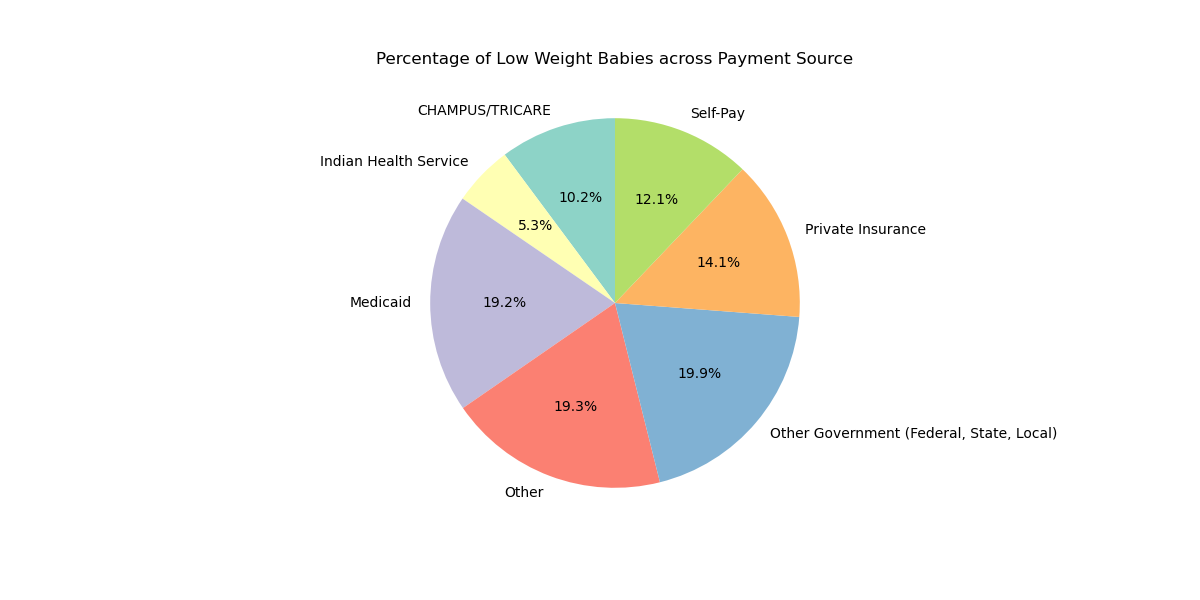 Percentage of Low Weight Babies across Payment Source
CHAMPUS/TRICARE
Self-Pay
Indian Health Service
10.2%
12.1%
5.3%
Private Insurance
14.1%
Medicaid
19.2%
19.9%
19.3%
Other Government (Federal, State, Local)
Other